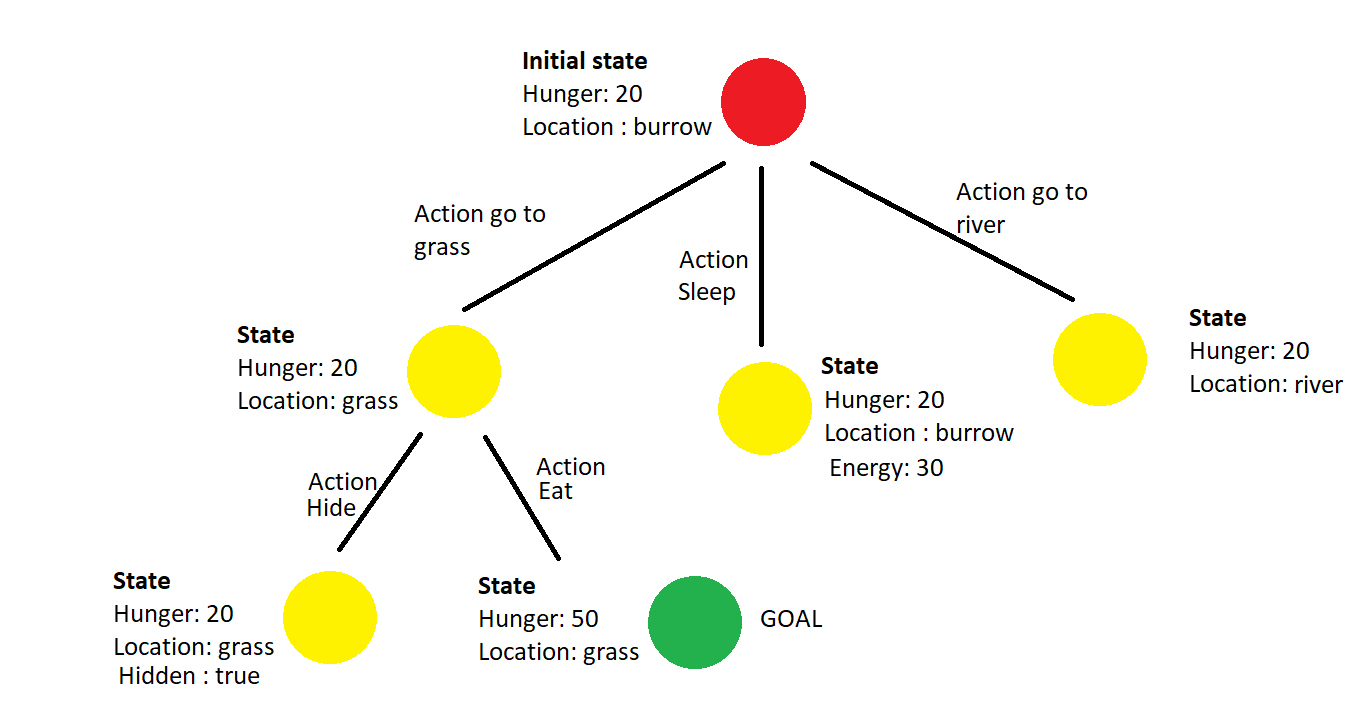 Initial state
Hunger: 20
Location : burrow
Action go to
grass
Action
Sleep
Action go to
river
State
Hunger: 20
Location: grass
State
Hunger: 20
Location : burrow
Energy: 30
State
Hunger: 20
Location: river
Action
Hide
Action
Eat
State
Hunger: 20
Location: grass
Hidden : true
State
Hunger: 50
Location: grass
GOAL